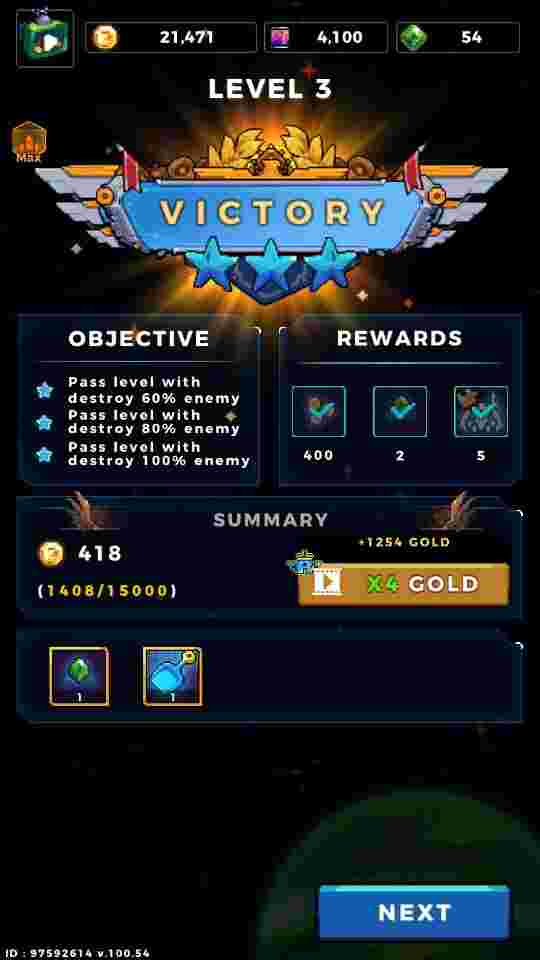 21,471
4,100
54
LEVEL 3
Max
VICTORY
OBJECTIVE
Pass level with
destroy 60% enemy
Pass level with
destroy 80% enemy
Pass level with
destroy 100% enemy
REWARDS
400
2
5
SUMMARY
418
(1408/15000)
+1254 GOLD
X4 GOLD
1
1
NEXT
ID : 97592614 v.100.54